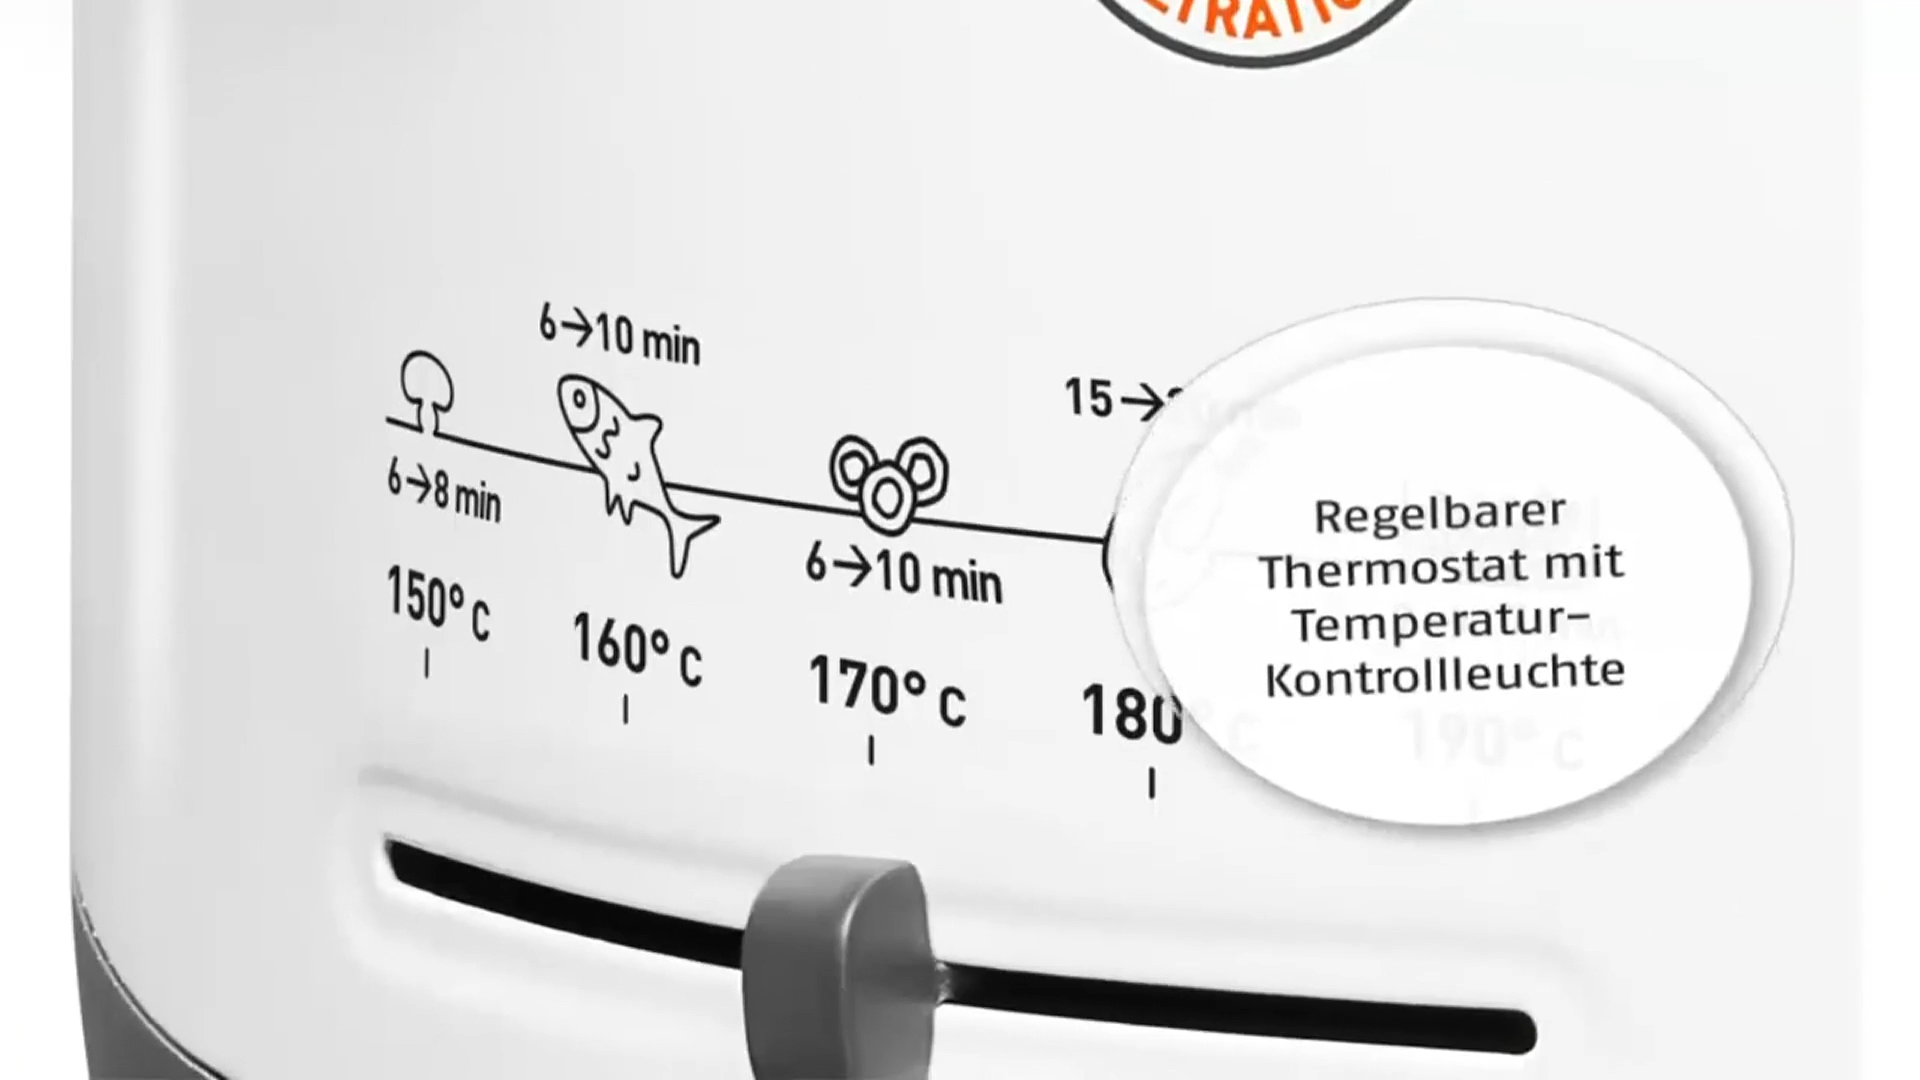 6→10 min
6→8 min
6→10 min
15→
150° C
160° C
170° C
180° C
190° C
Regelbarer
Thermostat mit
Temperatur–
Kontrollleuchte